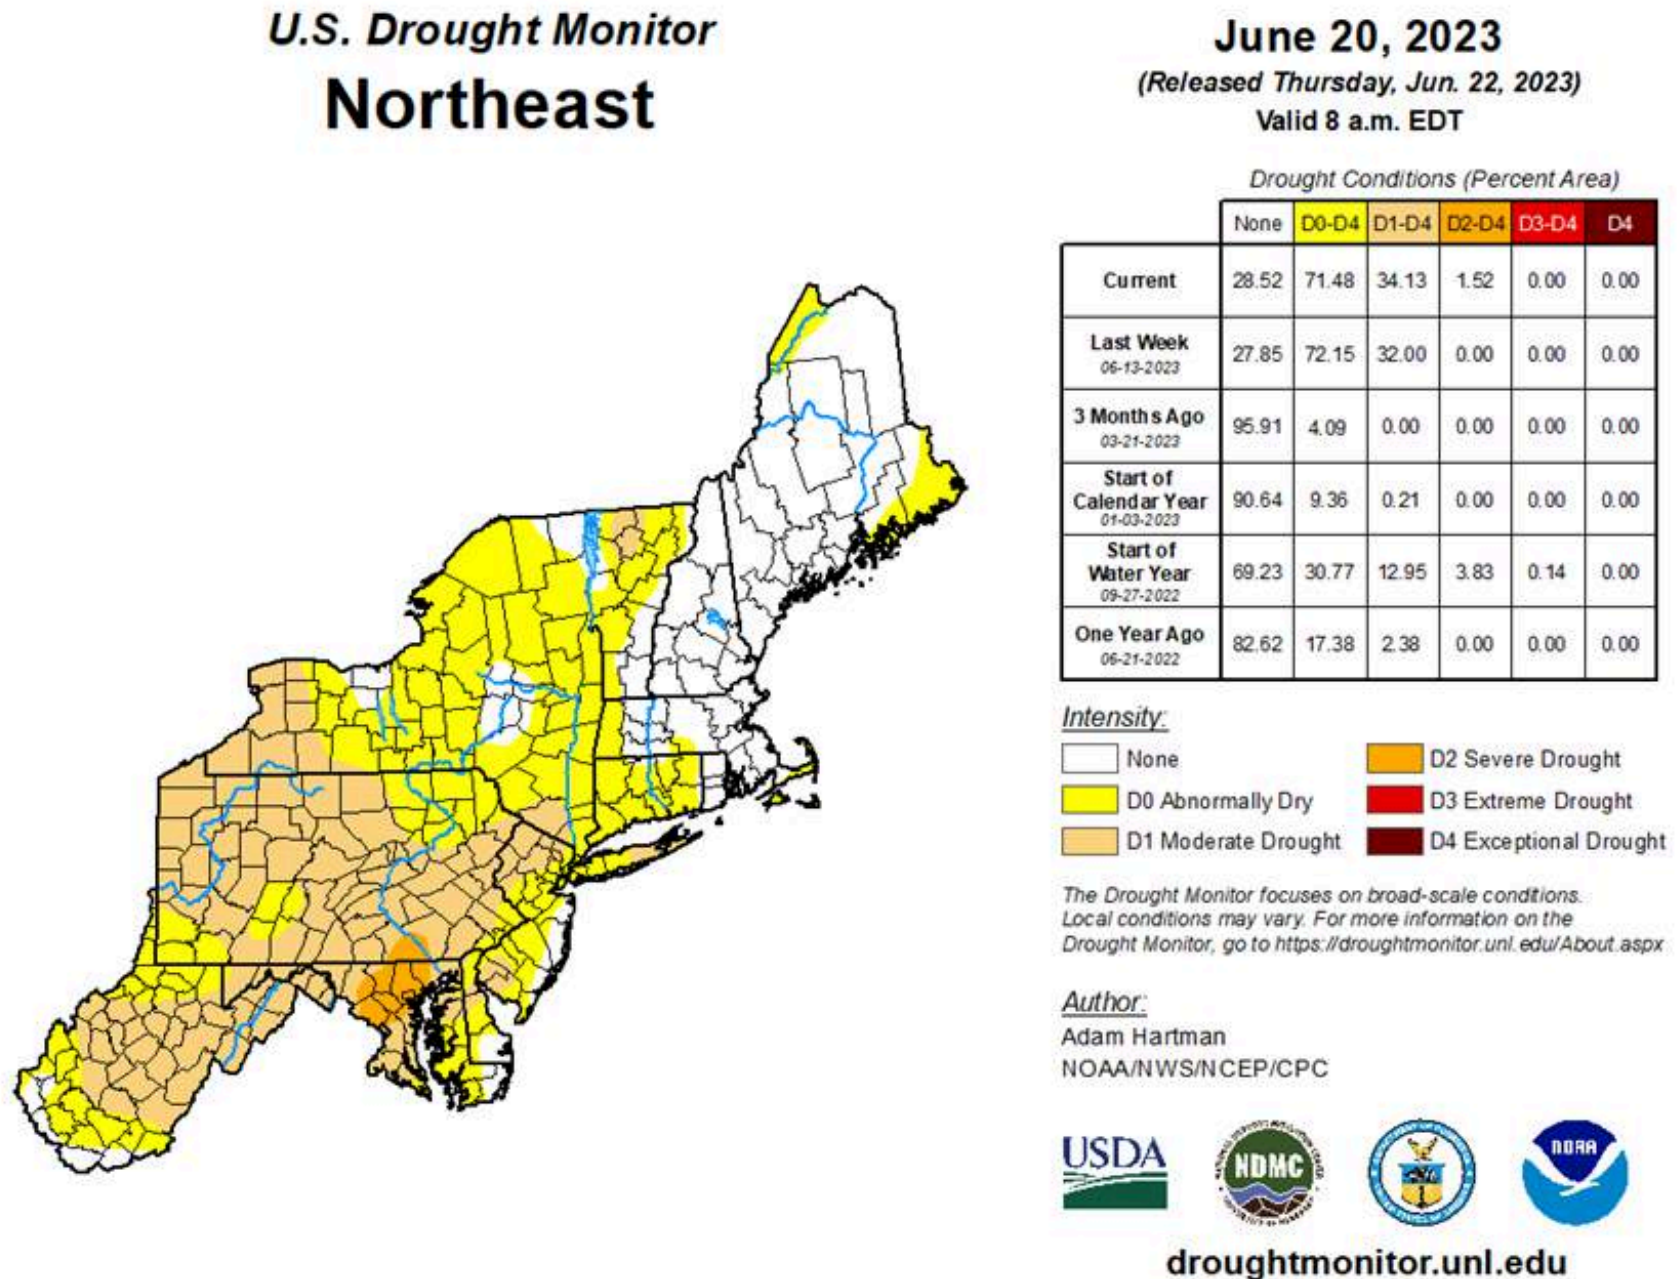 U.S. Drought Monitor
Northeast
June 20, 2023
(Released Thursday, Jun. 22, 2023)
Valid 8 a.m. EDT
Drought Conditions (Percent Area)
None D0-D4 D1-D4 D2-D4 D3-D4 D4
Current 28.52 71.48 34.13 1.52 0.00 0.00
Last Week
06-13-2023 27.85 72.15 32.00 0.00 0.00 0.00
3 Months Ago
03-21-2023 95.91 4.09 0.00 0.00 0.00 0.00
Start of
Calendar Year
01-03-2023 90.64 9.36 0.21 0.00 0.00 0.00
Start of
Water Year
09-27-2022 69.23 30.77 12.95 3.83 0.14 0.00
One Year Ago
06-21-2022 82.62 17.38 2.38 0.00 0.00 0.00
Intensity:
None
D0 Abnormally Dry
D1 Moderate Drought
D2 Severe Drought
D3 Extreme Drought
D4 Exceptional Drought
The Drought Monitor focuses on broad-scale conditions.
Local conditions may vary. For more information on the
Drought Monitor, go to https://droughtmonitor.unl.edu/About.aspx
Author:
Adam Hartman
NOAA/NWS/NCEP/CPC
USDA
NDMC
NOAA
droughtmonitor.unl.edu